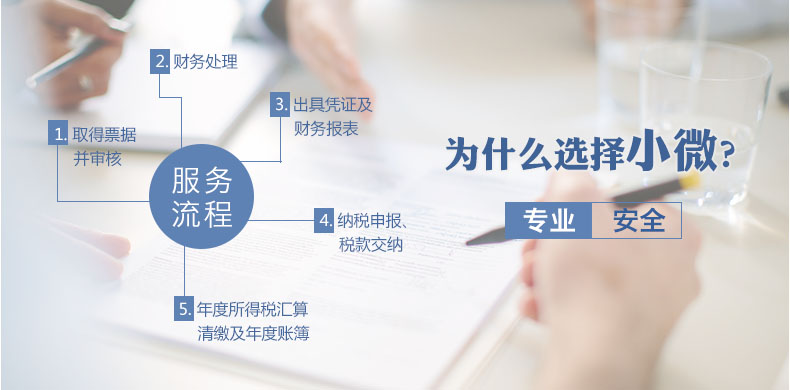 2. 财务处理
3. 出具凭证及
财务报表
1. 取得票据
并审核
服务
流程
4. 纳税申报、
税款交纳
5. 年度所得税汇算
清缴及年度账簿
为什么选择小微?
专业 安全